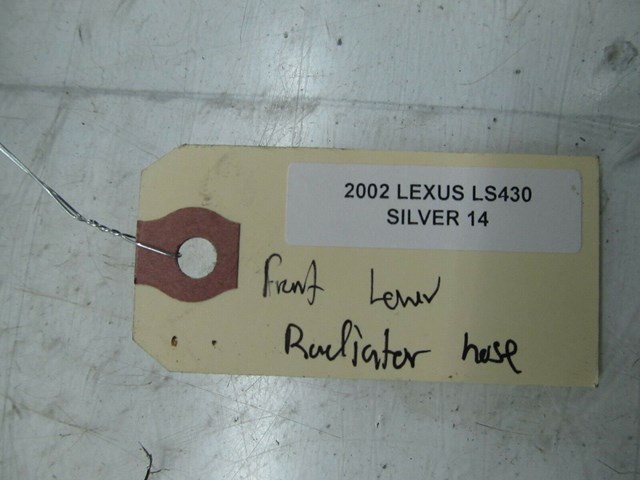 2002 LEXUS LS430
SILVER 14
Front Lower
Radiator hose